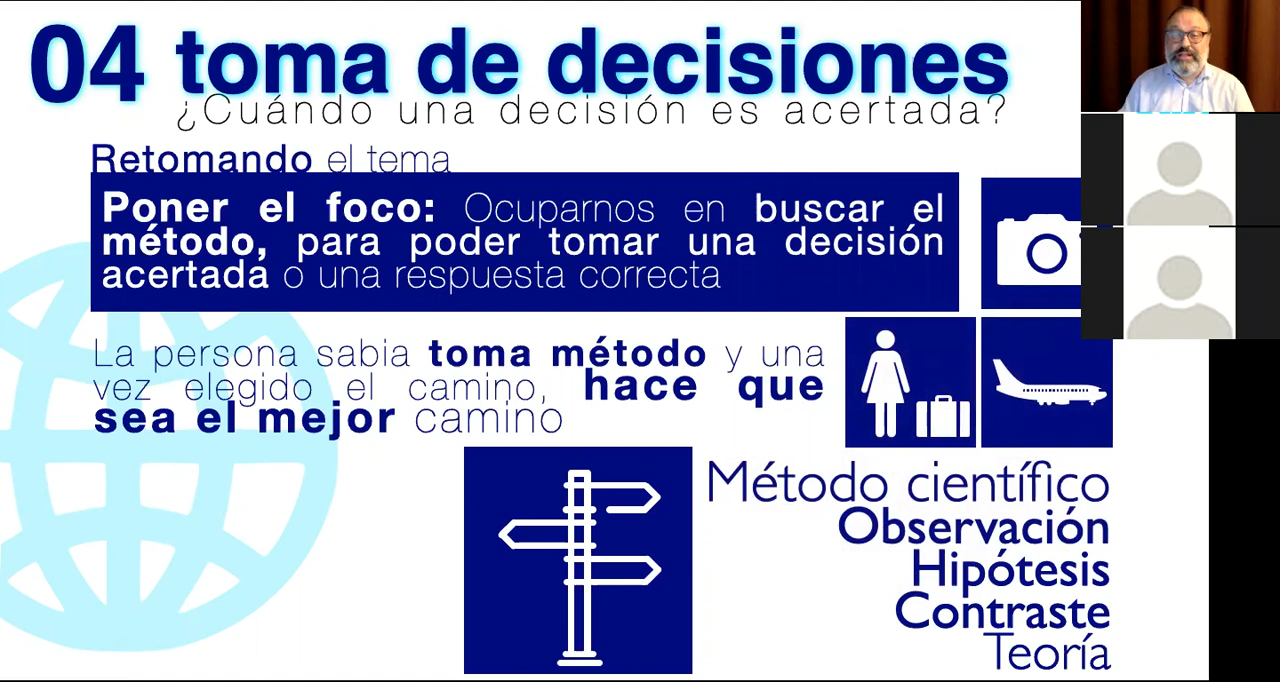 04 toma de decisiones
¿Cuándo una decisión es acertada?
Retomando el tema
Poner el foco: Ocuparnos en buscar el
método, para poder tomar una decisión
acertada o una respuesta correcta
La persona sabia toma método y una
vez elegido el camino, hace que
sea el mejor camino
Método científico
Observación
Hipótesis
Contraste
Teoría